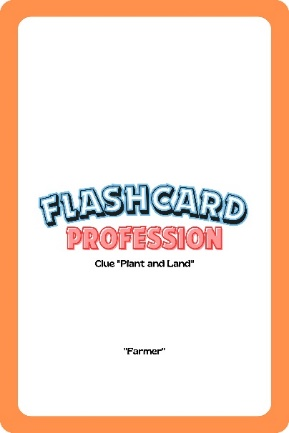 FLASHCARD
PROFESSION
Clue "Plant and Land"
"Farmer"